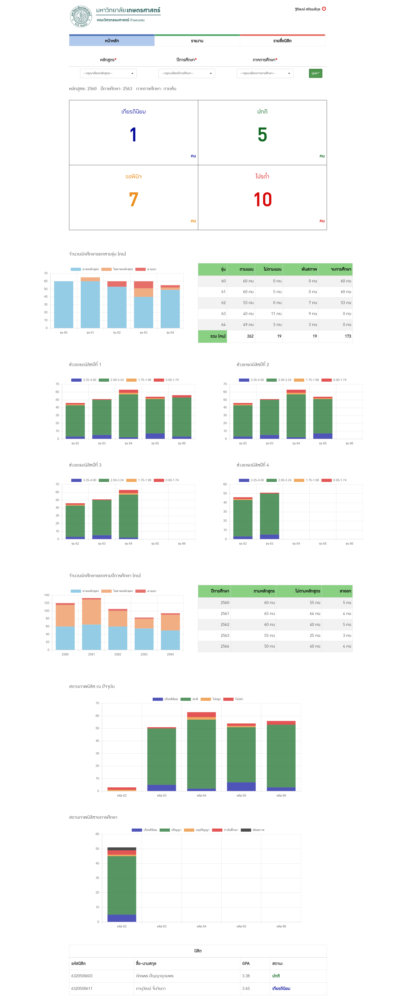 มหาวิทยาลัยเกษตรศาสตร์
คณะวิศวกรรมศาสตร์ กำแพงแสน
ฐิติพงษ์ สถิรเมธีกุล
หน้าหลัก รายงาน รายชื่อนิสิต
หลักสูตร* ปีการศึกษา* ภาคการศึกษา*
--กรุณาเลือกหลักสูตร-- --กรุณาเลือกปีการศึกษา-- --กรุณาเลือกภาคการศึกษา-- ดูผล
หลักสูตร: 2560 ปีการศึกษา: 2563 ภาคการศึกษา: ภาคต้น
เกียรตินิยม
1
คน
ปกติ
5
คน
รอพินิจ
7
คน
โปรต่ำ
10
คน
จำนวนนักศึกษาแยกตามรุ่น (คน)
ตามหลักสูตร ไม่ตามหลักสูตร ลาออก
70
60
50
40
30
20
10
0
รุ่น 60 รุ่น 61 รุ่น 62 รุ่น 63 รุ่น 64
รุ่น ตามแผน ไม่ตามแผน พ้นสภาพ จบการศึกษา
60 60 คน 0 คน 0 คน 60 คน
61 60 คน 5 คน 0 คน 60 คน
62 53 คน 0 คน 7 คน 53 คน
63 40 คน 11 คน 9 คน 0 คน
64 49 คน 3 คน 3 คน 0 คน
รวม (คน) 262 19 19 173
ช่วงเกรดนิสิตปีที่ 1
3.25-4.00 2.00-3.24 1.75-1.99 0.00-1.74
70
60
50
40
30
20
10
0
รุ่น 62 รุ่น 63 รุ่น 64 รุ่น 65 รุ่น 66
ช่วงเกรดนิสิตปีที่ 2
3.25-4.00 2.00-3.24 1.75-1.99 0.00-1.74
70
60
50
40
30
20
10
0
รุ่น 62 รุ่น 63 รุ่น 64 รุ่น 65 รุ่น 66
ช่วงเกรดนิสิตปีที่ 3
3.25-4.00 2.00-3.24 1.75-1.99 0.00-1.74
70
60
50
40
30
20
10
0
รุ่น 62 รุ่น 63 รุ่น 64 รุ่น 65 รุ่น 66
ช่วงเกรดนิสิตปีที่ 4
3.25-4.00 2.00-3.24 1.75-1.99 0.00-1.74
60
50
40
30
20
10
0
รุ่น 62 รุ่น 63 รุ่น 64 รุ่น 65 รุ่น 66
จำนวนนักศึกษาแยกตามปีการศึกษา (คน)
ตามหลักสูตร ไม่ตามหลักสูตร ลาออก
140
120
100
80
60
40
20
0
2560 2561 2562 2563 2564
ปีการศึกษา ตามหลักสูตร ไม่ตามหลักสูตร ลาออก
2560 60 คน 55 คน 5 คน
2561 65 คน 64 คน 4 คน
2562 60 คน 40 คน 5 คน
2563 55 คน 25 คน 3 คน
2564 50 คน 40 คน 4 คน
สถานภาพนิสิต ณ ปัจจุบัน
เกียรตินิยม ปกติ โปรสูง โปรต่ำ
70
60
50
40
30
20
10
0
รหัส 62 รหัส 63 รหัส 64 รหัส 65 รหัส 66
สถานภาพนิสิตจบการศึกษา
เกียรตินิยม ปริญญา อนุปริญญา กำลังศึกษา พ้นสภาพ
60
50
40
30
20
10
0
รหัส 62 รหัส 63 รหัส 64 รหัส 65 รหัส 66
นิสิต
รหัสนิสิต ชื่อ-นามสกุล GPA สถานะ
6320500603 ภัทรพร ปัญญาอุดมพร 3.38 ปกติ
6320500611 ภานุวัฒน์ จั่นจินดา 3.65 เกียรตินิยม